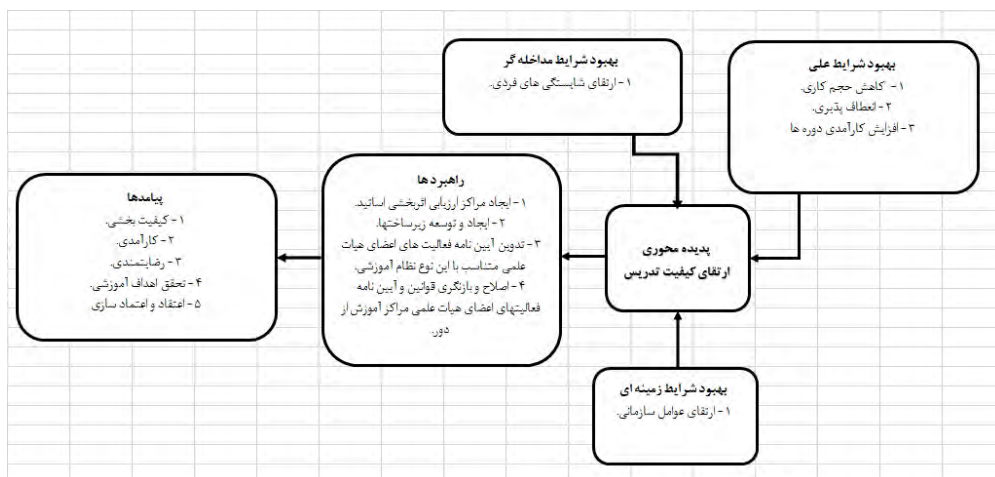 بهبود شرایط علی
۱- کاهش حجم کاری.
۲- انعطاف پذیری.
۳- افزایش کارآمدی دوره ها
بهبود شرایط مداخله گر
۱- ارتقای شایستگی های فردی.
پدیده محوری
ارتقای کیفیت تدریس
بهبود شرایط زمینه ای
۱- ارتقای عوامل سازمانی.
راهبردها
۱- ایجاد مراکز ارزیابی اثربخشی اساتید.
۲- ایجاد و توسعه زیرساختها.
۳- تدوین آیین نامه فعالیت های اعضای هیات
علمی متناسب با این نوع نظام آموزشی.
۴- اصلاح و بازنگری قوانین و آیین نامه
فعالیتهای اعضای هیات علمی مراکز آموزش از
دور.
پیامدها
۱- کیفیت بخشی.
۲- کارآمدی.
۳- رضایتمندی.
۴- تحقق اهداف آموزشی.
۵- اعتقاد و اعتماد سازی